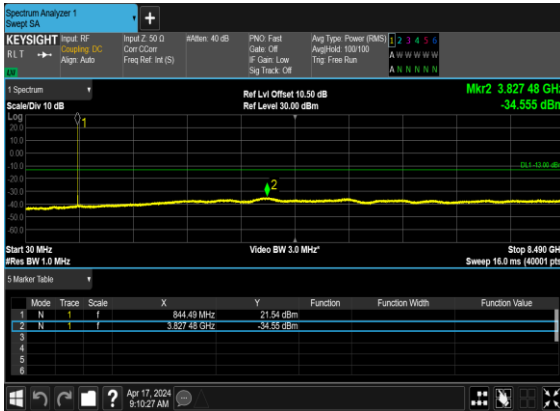 Spectrum Analyzer 1
Swept SA
KEYSIGHT Input: RF Input Z: 50 Ω #Atten: 40 dB PNO: Fast Avg Type: Power (RMS) 1 2 3 4 5 6
RLT Coupling: DC Corr CCorr Gate: Off Avg|Hold: 100/100 A W W W W W
Align: Auto Freq Ref: Int (S) IF Gain: Low Trig: Free Run
Sig Track: Off A N N N N N
1 Spectrum Ref Lvl Offset 10.50 dB Mkr2 3.827 48 GHz
Scale/Div 10 dB Ref Level 30.00 dBm -34.555 dBm
Log
20.0
10.0
0.00
-10.0
-20.0
-30.0
-40.0
-50.0
-60.0
1
DL1 -13.00 dBm
2
Start 30 MHz Video BW 3.0 MHz* Stop 8.490 GH
#Res BW 1.0 MHz Sweep 16.0 ms (40001 pts
5 Marker Table
Mode Trace Scale X Y Function Function Width Function Value
1 N 1 f 844.49 MHz 21.54 dBm
2 N 1 f 3.827 48 GHz -34.55 dBm
3
4
5
6
? Apr 17, 2024
9:10:27 AM